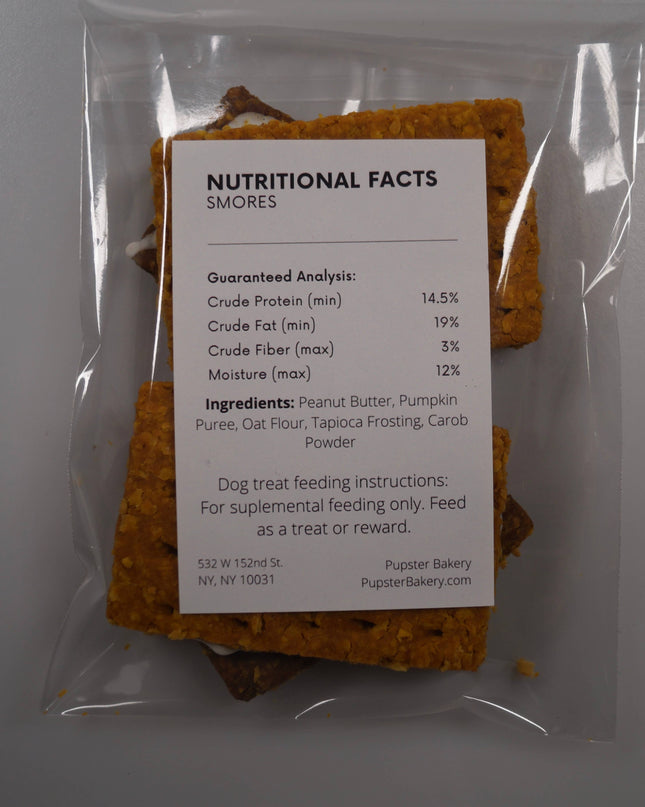 NUTRITIONAL FACTS
SMORES
Guaranteed Analysis:
Crude Protein (min) 14.5%
Crude Fat (min) 19%
Crude Fiber (max) 3%
Moisture (max) 12%
Ingredients: Peanut Butter, Pumpkin
Puree, Oat Flour, Tapioca Frosting, Carob
Powder
Dog treat feeding instructions:
For suplemental feeding only. Feed
as a treat or reward.
532 W 152nd St.
NY, NY 10031
Pupster Bakery
PupsterBakery.com